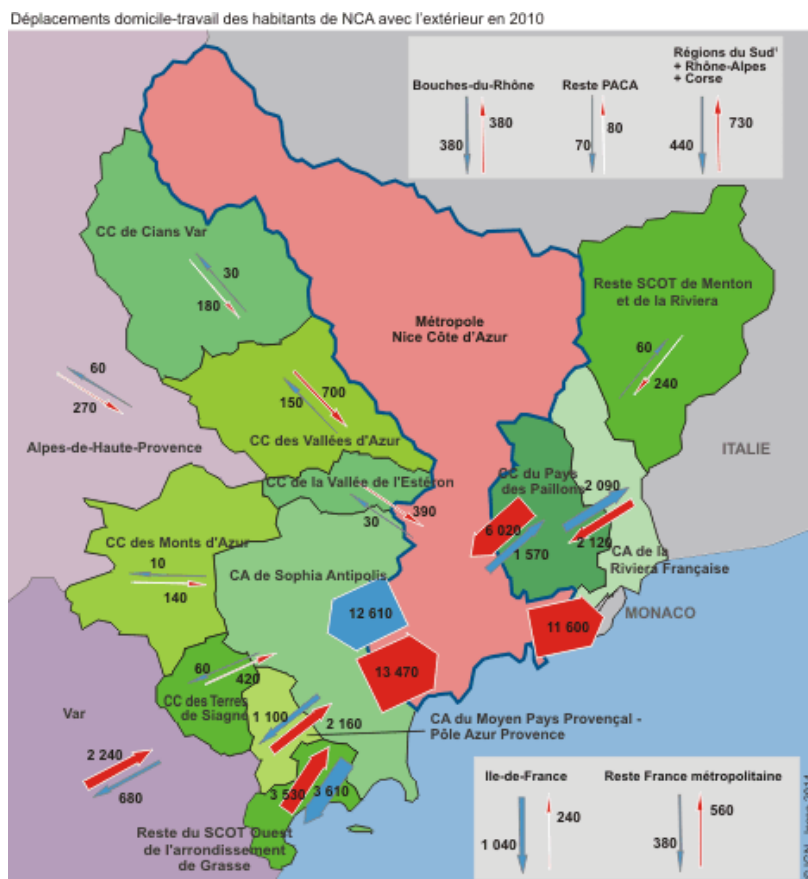 Déplacements domicile-travail des habitants de NCA avec l'extérieur en 2010
Bouches-du-Rhône
380
380
Reste PACA
70
80
Régions du Sud'
+ Rhône-Alpes
+ Corse
440
730
CC de Cians Var
30
180
Reste SCOT de Menton
et de la Riviera
60
240
Métropole
Nice Côte d'Azur
60
270
Alpes-de-Haute-Provence
700
150
CC des Vallées d'Azur
ITALIE
CC de la Vallée de l'Estéron
390
30
CC du Pays
des Paillons
6 020
1 570
2 090
2 120
CA de la
Riviera Française
CC des Monts d'Azur
10
140
CA de Sophia Antipolis
12 610
13 470
11 600
MONACO
60
420
CC des Terres
de Siagne
Var
2 240
680
1 100
2 160
CA du Moyen Pays Provençal -
Pôle Azur Provence
3 530
3 610
Reste du SCOT Ouest
de l'arrondissement
de Grasse
Ile-de-France
1 040
240
Reste France métropolitaine
380
560